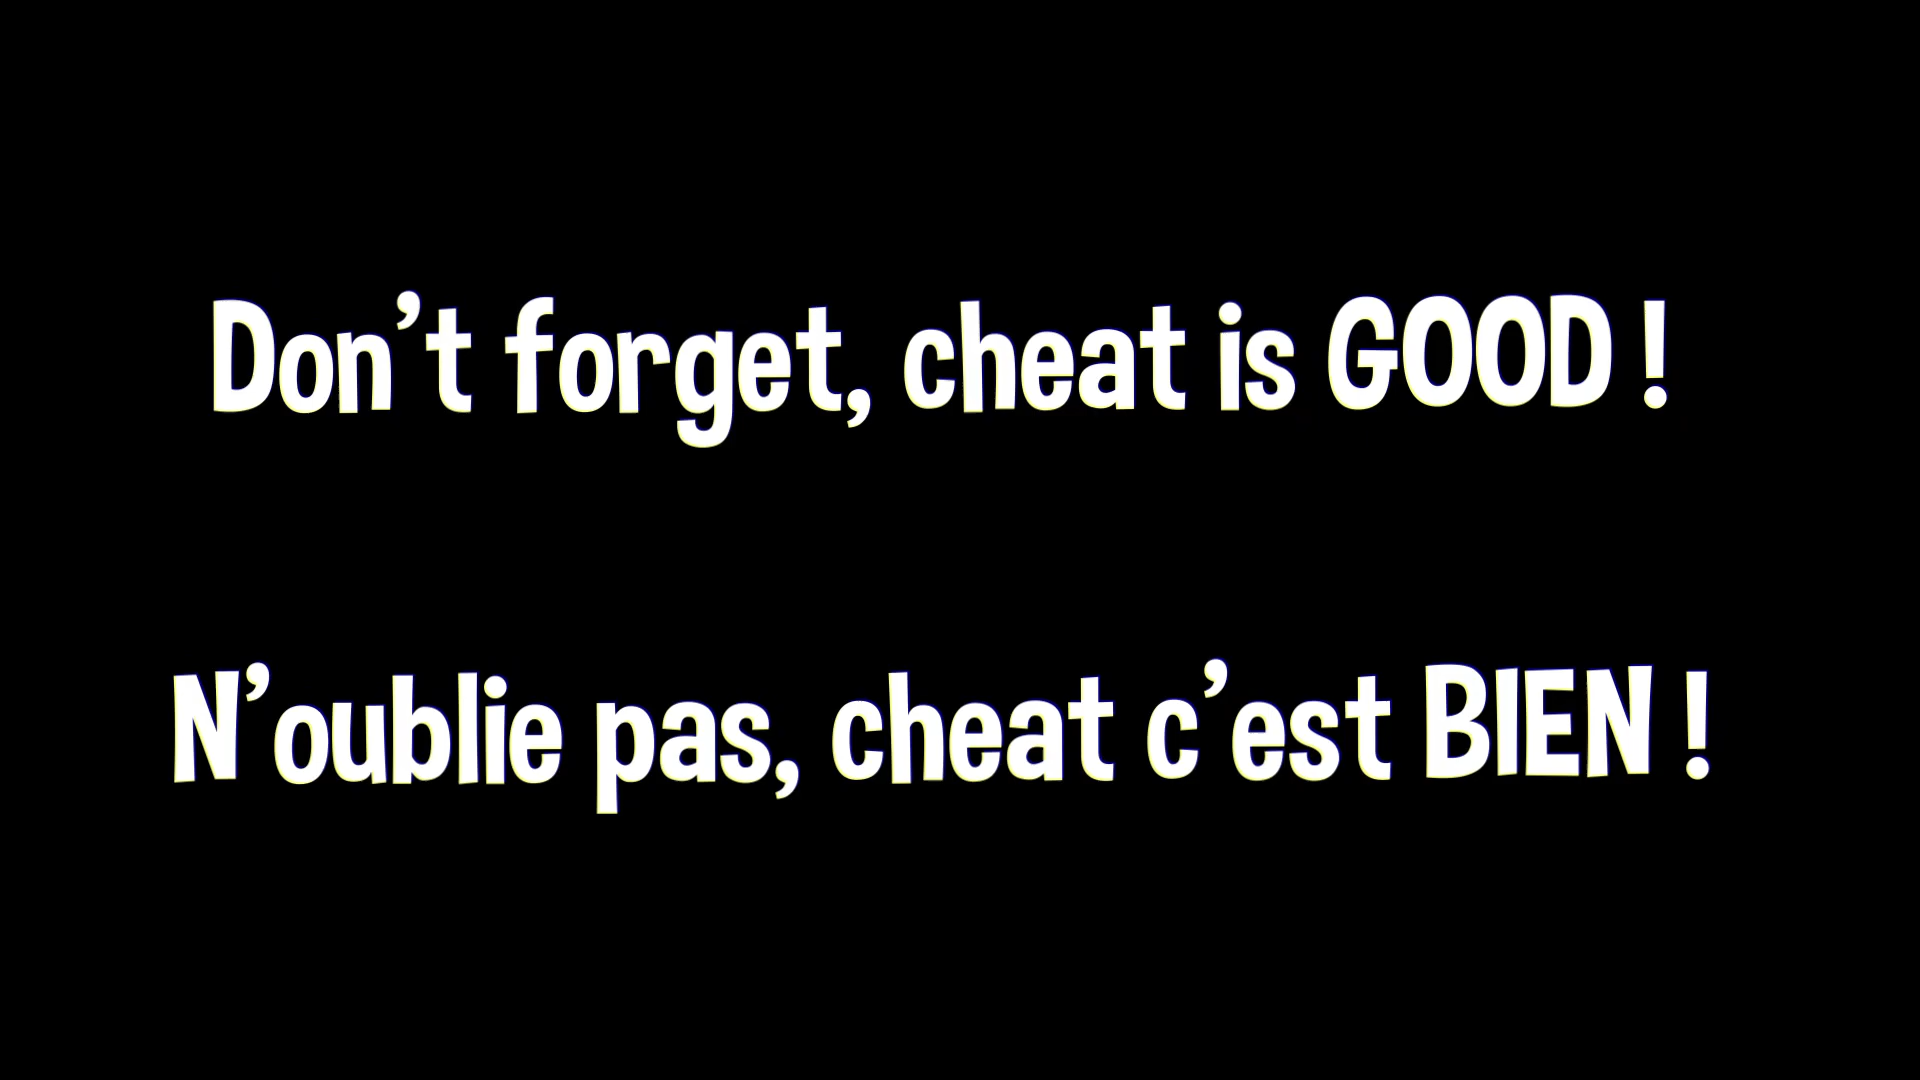 Don’t forget, cheat is GOOD !
N’oublie pas, cheat c’est BIEN !